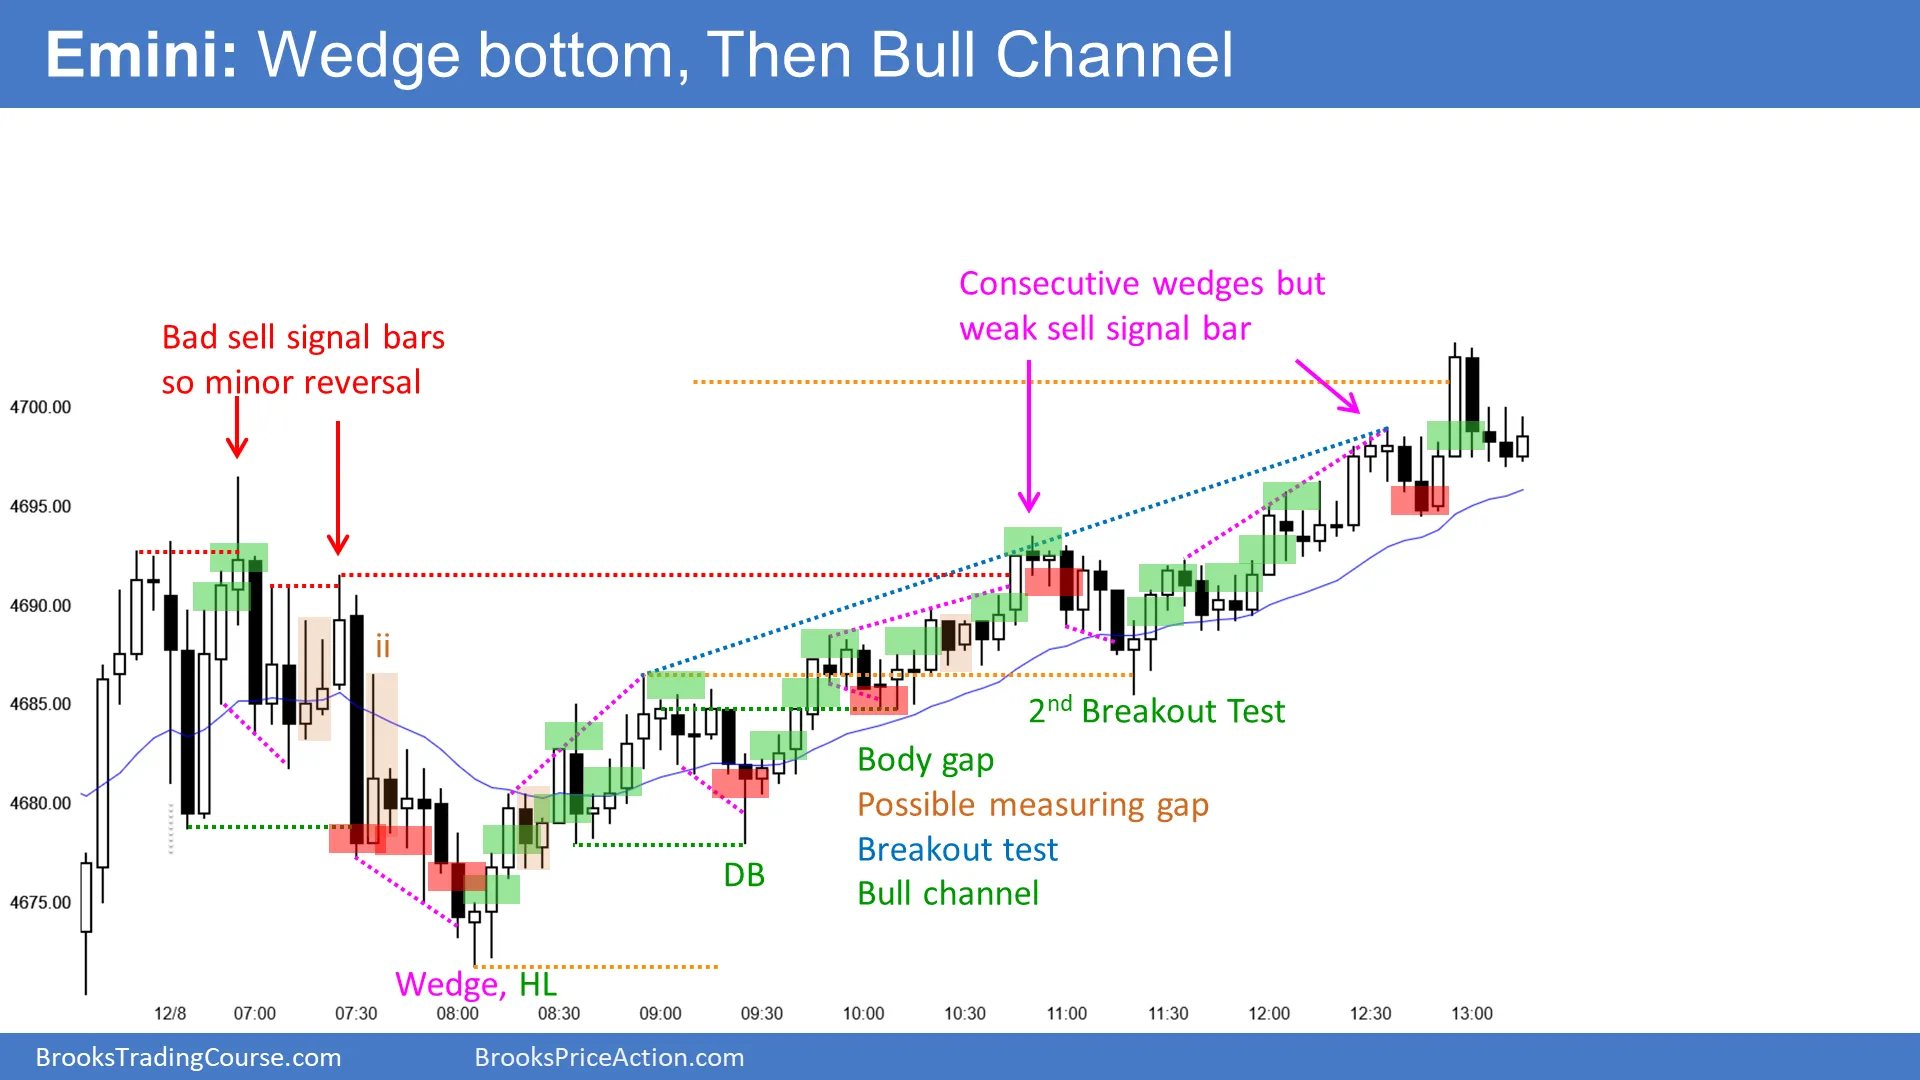 Emini: Wedge bottom, Then Bull Channel
Consecutive wedges but
weak sell signal bar
Bad sell signal bars
so minor reversal
4700.00
4695.00
4690.00
ii
4685.00
2nd Breakout Test
Body gap
4680.00
Possible measuring gap
Breakout test
DB
Bull channel
4675.00
Wedge, HL
12/8 07:00 07:30 08:00 08:30 09:00 09:30 10:00 10:30 11:00 11:30 12:00 12:30 13:00
BrooksTradingCourse.com BrooksPriceAction.com